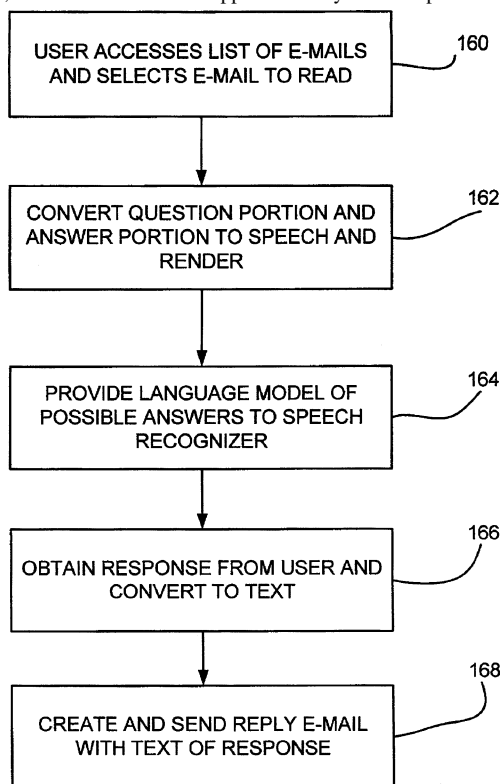 USER ACCESSES LIST OF E-MAILS
AND SELECTS E-MAIL TO READ
160
CONVERT QUESTION PORTION AND
ANSWER PORTION TO SPEECH AND
RENDER
162
PROVIDE LANGUAGE MODEL OF
POSSIBLE ANSWERS TO SPEECH
RECOGNIZER
164
OBTAIN RESPONSE FROM USER AND
CONVERT TO TEXT
166
CREATE AND SEND REPLY E-MAIL
WITH TEXT OF RESPONSE
168